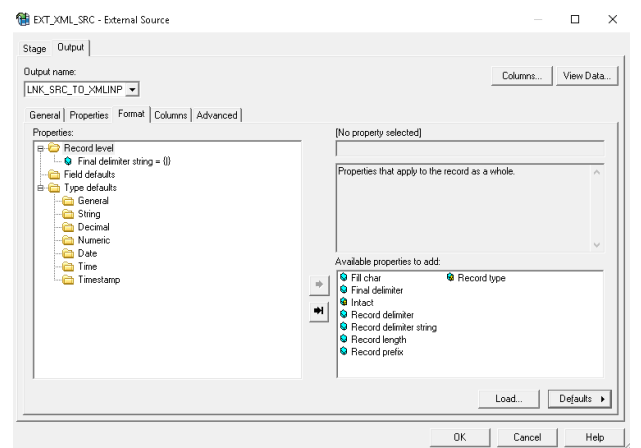 EXT_XML_SRC - External Source
Stage Output
Output name:
LNK_SRC_TO_XMLINP
Columns... View Data...
General Properties Format Columns Advanced
Properties:
Record level
Final delimiter string = {|}
Field defaults
Type defaults
General
String
Decimal
Numeric
Date
Time
Timestamp
[No property selected]
Properties that apply to the record as a whole.
Available properties to add:
Fill char Record type
Final delimiter
Intact
Record delimiter
Record delimiter string
Record length
Record prefix
Load... Defaults
OK Cancel Help